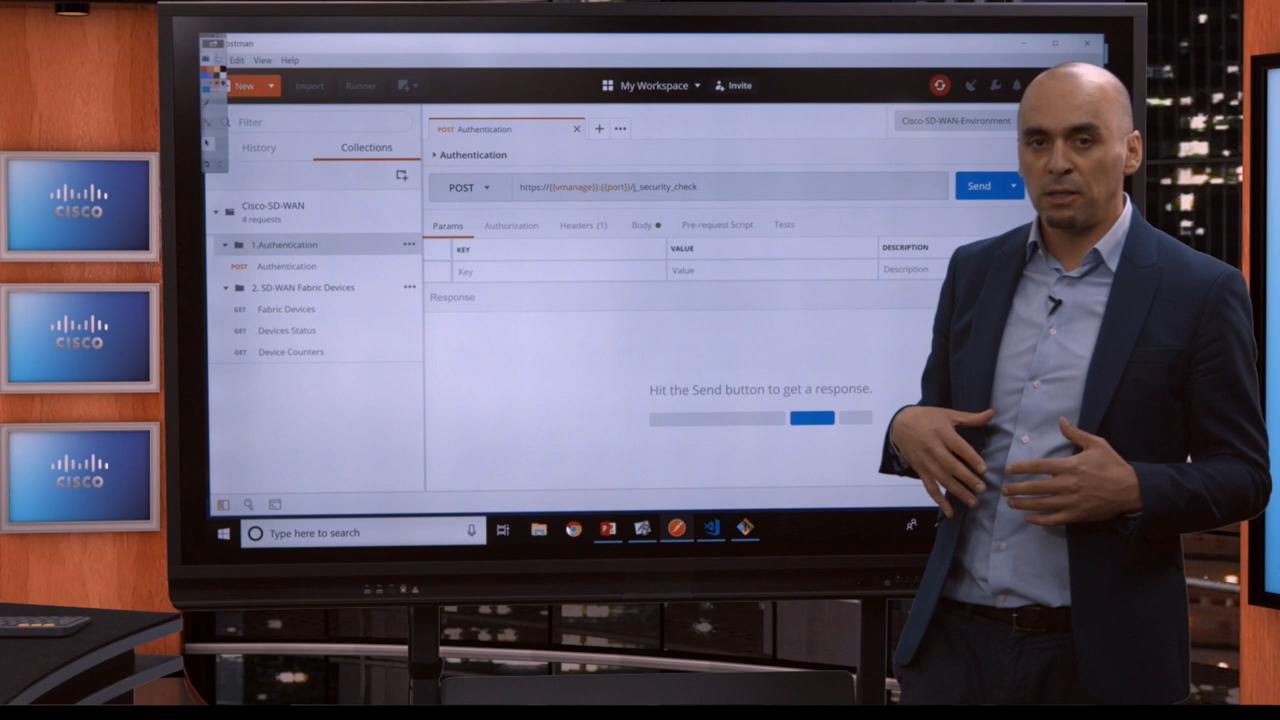 ostman
Edit View Help
New Import Runner My Workspace Invite
Filter
History Collections
Cisco-SD-WAN
4 requests
1.Authentication
POST Authentication
2. SD-WAN Fabric Devices
GET Fabric Devices
GET Devices Status
GET Device Counters
POST Authentication
Cisco-SD-WAN-Environment
Authentication
POST https://{{vmanage}}:{{port}}/j_security_check Send
Params Authorization Headers (1) Body Pre-request Script Tests
KEY VALUE DESCRIPTION
Key Value Description
Response
Hit the Send button to get a response.
Type here to search
CISCO
CISCO
CISCO